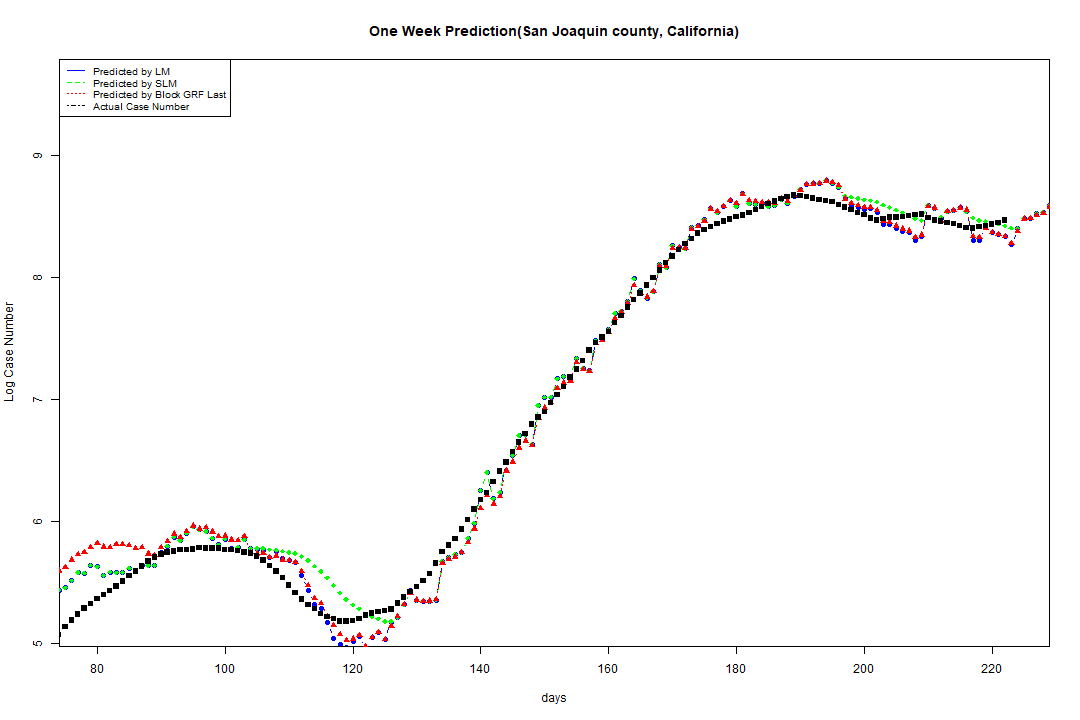 One Week Prediction(San Joaquin county, California)
Predicted by LM
Predicted by SLM
Predicted by Block GRF Last
Actual Case Number
9
8
7
6
5
Log Case Number
80 100 120 140 160 180 200 220
days